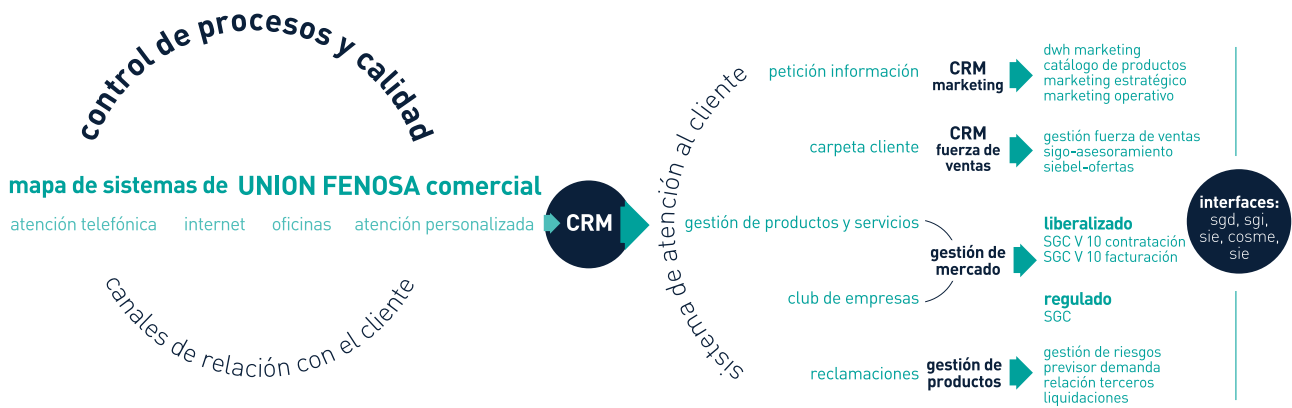 control de procesos y calidad
mapa de sistemas de UNION FENOSA comercial
atención telefónica internet oficinas atención personalizada
canales de relación con el cliente
CRM
sistema de atención al cliente
petición información
CRM
marketing
dwh marketing
catálogo de productos
marketing estratégico
marketing operativo
carpeta cliente
CRM
fuerza de
ventas
gestión fuerza de ventas
sigo-asesoramiento
siebel-ofertas
gestión de productos y servicios
club de empresas
gestión de
mercado
liberalizado
SGC V 10 contratación
SGC V 10 facturación
regulado
SGC
reclamaciones
gestión de
productos
gestión de riesgos
previsor demanda
relación terceros
liquidaciones
interfaces:
sgd, sgi,
sie, cosme,
sie